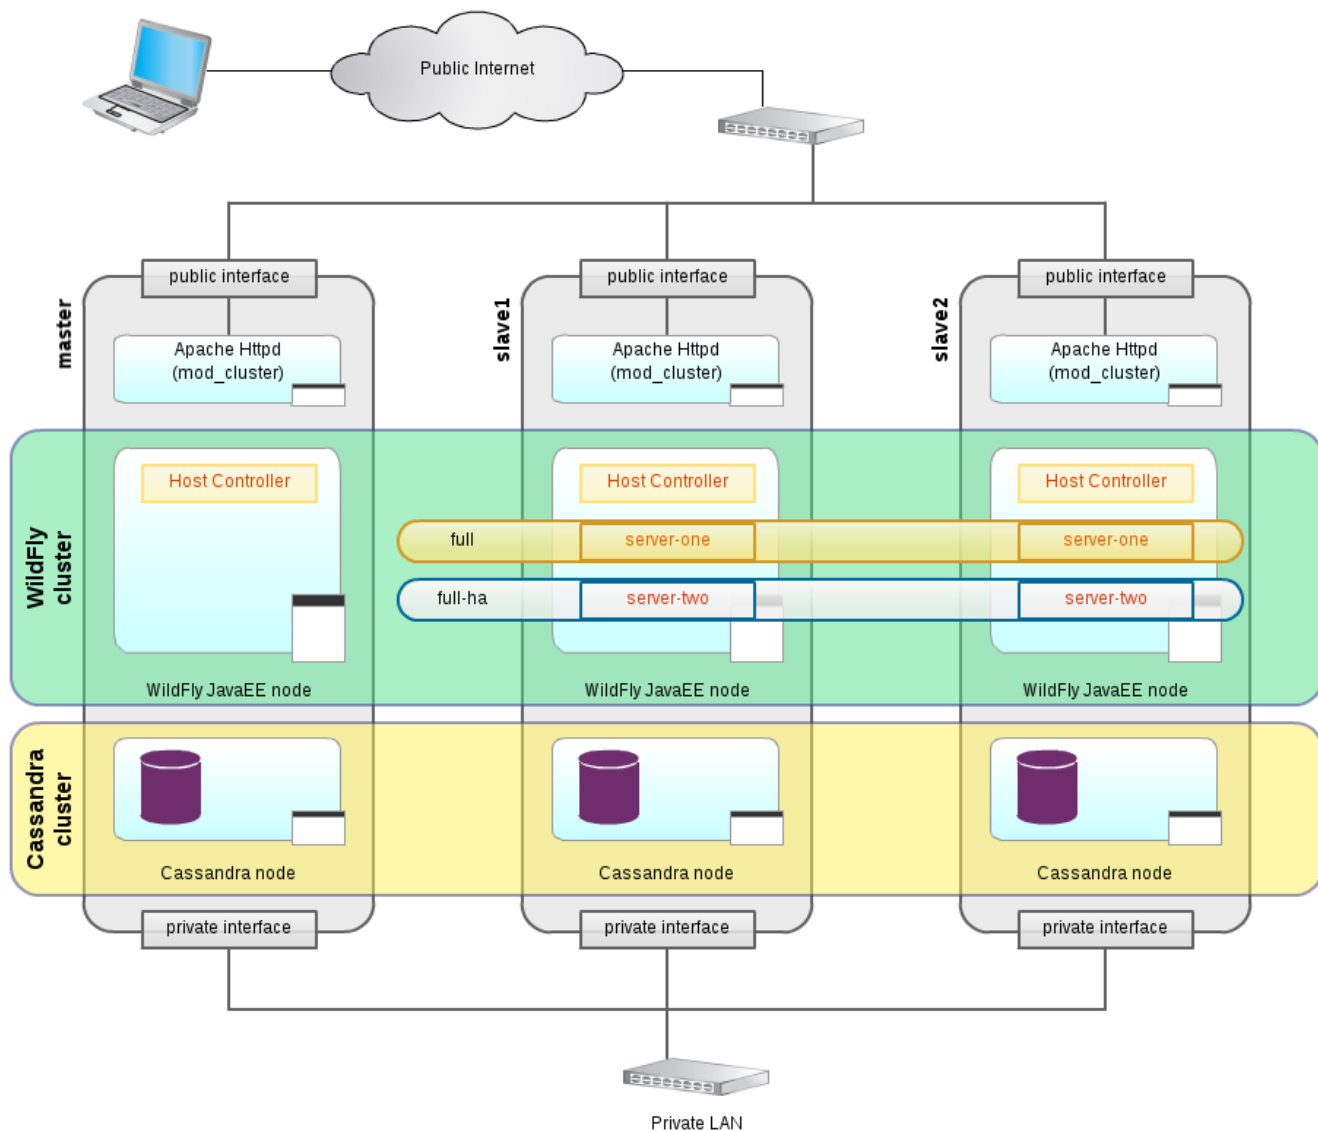 Public Internet
public interface
public interface
public interface
master
slave1
slave2
Apache Httpd
(mod_cluster)
Apache Httpd
(mod_cluster)
Apache Httpd
(mod_cluster)
WildFly
cluster
Host Controller
Host Controller
Host Controller
full
server-one
server-one
full-ha
server-two
server-two
WildFly JavaEE node
WildFly JavaEE node
WildFly JavaEE node
Cassandra
cluster
Cassandra node
Cassandra node
Cassandra node
private interface
private interface
private interface
Private LAN